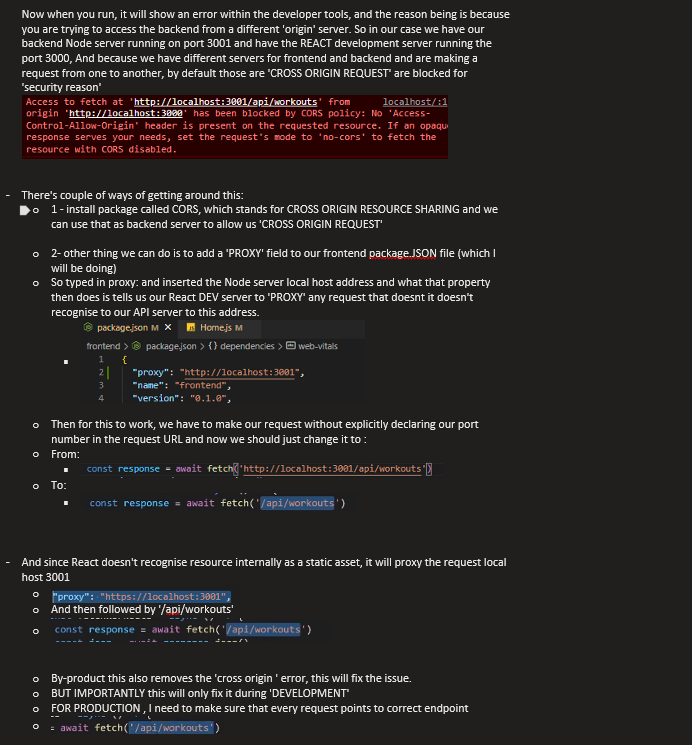 Now when you run, it will show an error within the developer tools, and the reason being is because
you are trying to access the backend from a different 'origin' server. So in our case we have our
backend Node server running on port 3001 and have the REACT development server running the
port 3000, And because we have different servers for frontend and backend and are making a
request from one to another, by default those are 'CROSS ORIGIN REQUEST' are blocked for
'security reason'
Access to fetch at 'http://localhost:3001/api/workouts' from localhost/:1
origin 'http://localhost:3000' has been blocked by CORS policy: No 'Access-
Control-Allow-Origin' header is present on the requested resource. If an opaqu
response serves your needs, set the request's mode to 'no-cors' to fetch the
resource with CORS disabled.
- There's couple of ways of getting around this:
o 1 - install package called CORS, which stands for CROSS ORIGIN RESOURCE SHARING and we
can use that as backend server to allow us 'CROSS ORIGIN REQUEST'
o 2- other thing we can do is to add a 'PROXY' field to our frontend package.JSON file (which I
will be doing)
o So typed in proxy: and inserted the Node server local host address and what that property
then does is tells us our React DEV server to 'PROXY' any request that doesnt it doesn't
recognise to our API server to this address.
package.json M X Home.js M
frontend > package.json > {} dependencies > web-vitals
1 {
2 "proxy": "http://localhost:3001",
3 "name": "frontend",
4 "version": "0.1.0",
o Then for this to work, we have to make our request without explicitly declaring our port
number in the request URL and now we should just change it to :
o From:
const response = await fetch('http://localhost:3001/api/workouts')
o To:
const response = await fetch('/api/workouts')
- And since React doesn't recognise resource internally as a static asset, it will proxy the request local
host 3001
o "proxy": "https://localhost:3001",
o And then followed by '/api/workouts'
o const response = await fetch('/api/workouts')
o By-product this also removes the 'cross origin ' error, this will fix the issue.
o BUT IMPORTANTLY this will only fix it during 'DEVELOPMENT'
o FOR PRODUCTION , I need to make sure that every request points to correct endpoint
o = await fetch('/api/workouts')